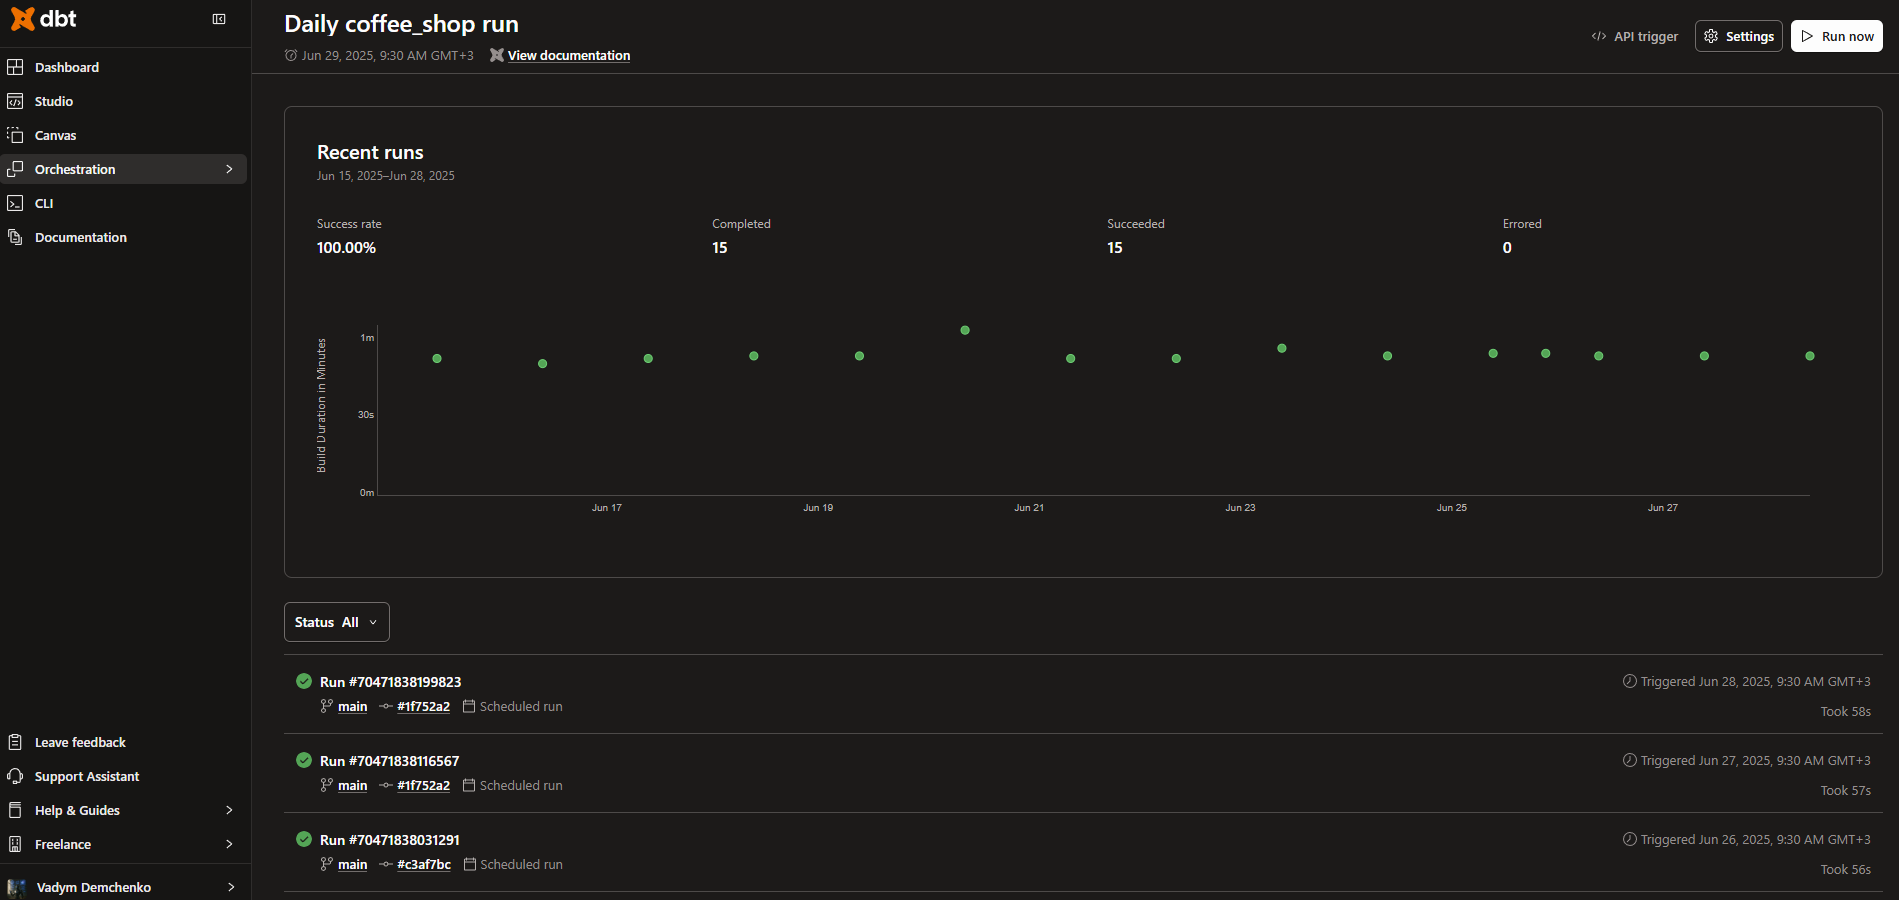 dbt
Dashboard
Studio
Canvas
Orchestration
CLI
Documentation
Leave feedback
Support Assistant
Help & Guides
Freelance
Vadym Demchenko
Daily coffee_shop run
Jun 29, 2025, 9:30 AM GMT+3 View documentation
</> API trigger Settings Run now
Recent runs
Jun 15, 2025–Jun 28, 2025
Success rate Completed Succeeded Errored
100.00% 15 15 0
Build Duration in Minutes
1m
30s
0m
Jun 17 Jun 19 Jun 21 Jun 23 Jun 25 Jun 27
Status All
Run #70471838199823 Triggered Jun 28, 2025, 9:30 AM GMT+3
main #1f752a2 Scheduled run Took 58s
Run #70471838116567 Triggered Jun 27, 2025, 9:30 AM GMT+3
main #1f752a2 Scheduled run Took 57s
Run #70471838031291 Triggered Jun 26, 2025, 9:30 AM GMT+3
main #c3af7bc Scheduled run Took 56s